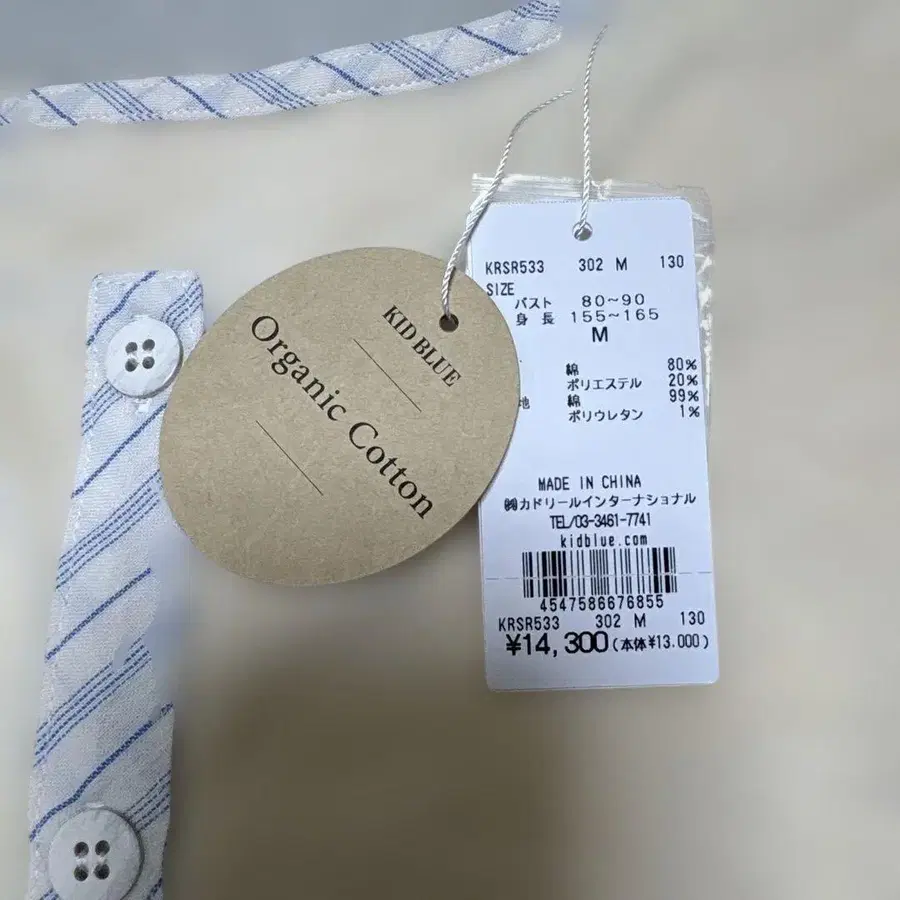 KID BLUE
Organic Cotton
KRSR533 302 M 130
SIZE
バスト 80~90
身長 155~165
M
綿 80%
ポリエステル 20%
地 綿 99%
ポリウレタン 1%
MADE IN CHINA
㈱カドリールインターナショナル
TEL/03-3461-7741
kidblue.com
4547586676855
KRSR533 302 M 130
¥14,300(本体¥13.000)